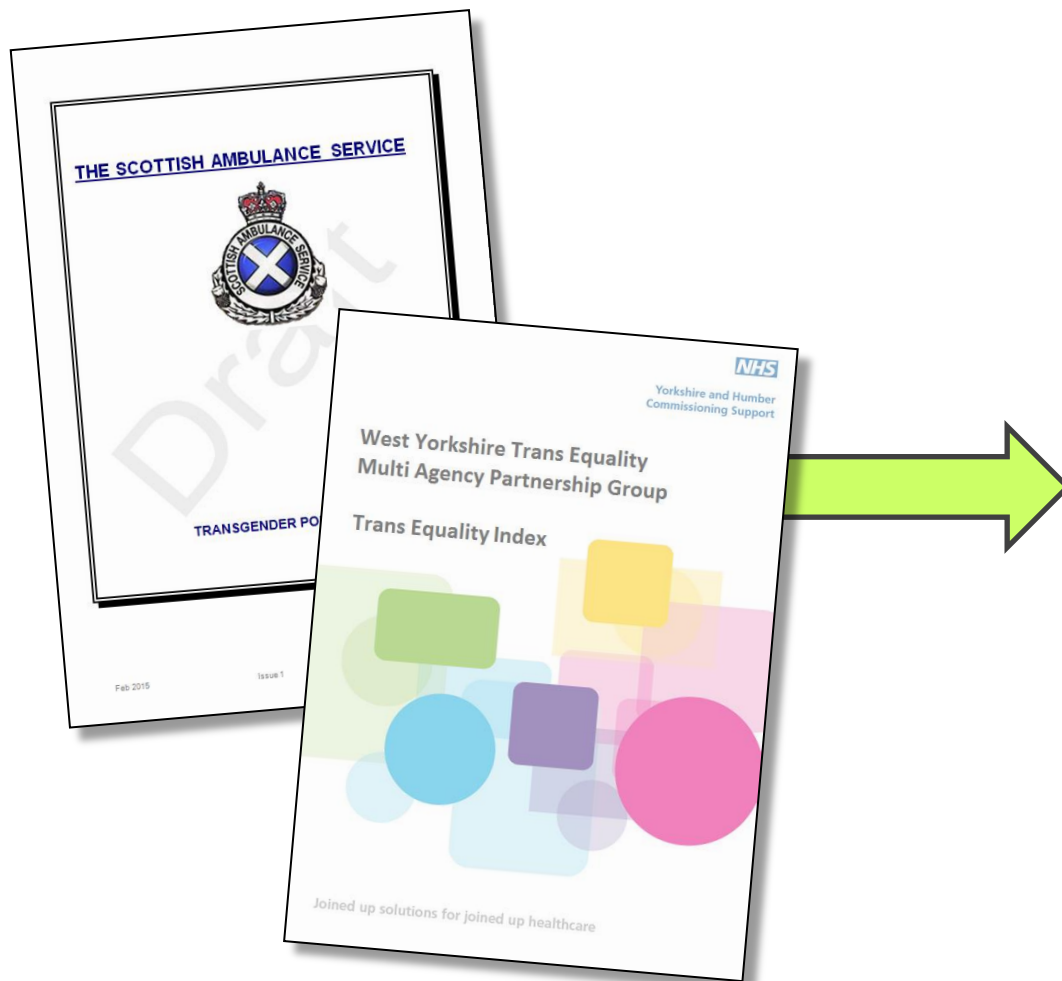 THE SCOTTISH AMBULANCE SERVICE
SCOTTISH AMBULANCE SERVICE
Draft
TRANSGENDER PO
Feb 2015
Issue 1
NHS
Yorkshire and Humber
Commissioning Support
West Yorkshire Trans Equality
Multi Agency Partnership Group
Trans Equality Index
Joined up solutions for joined up healthcare